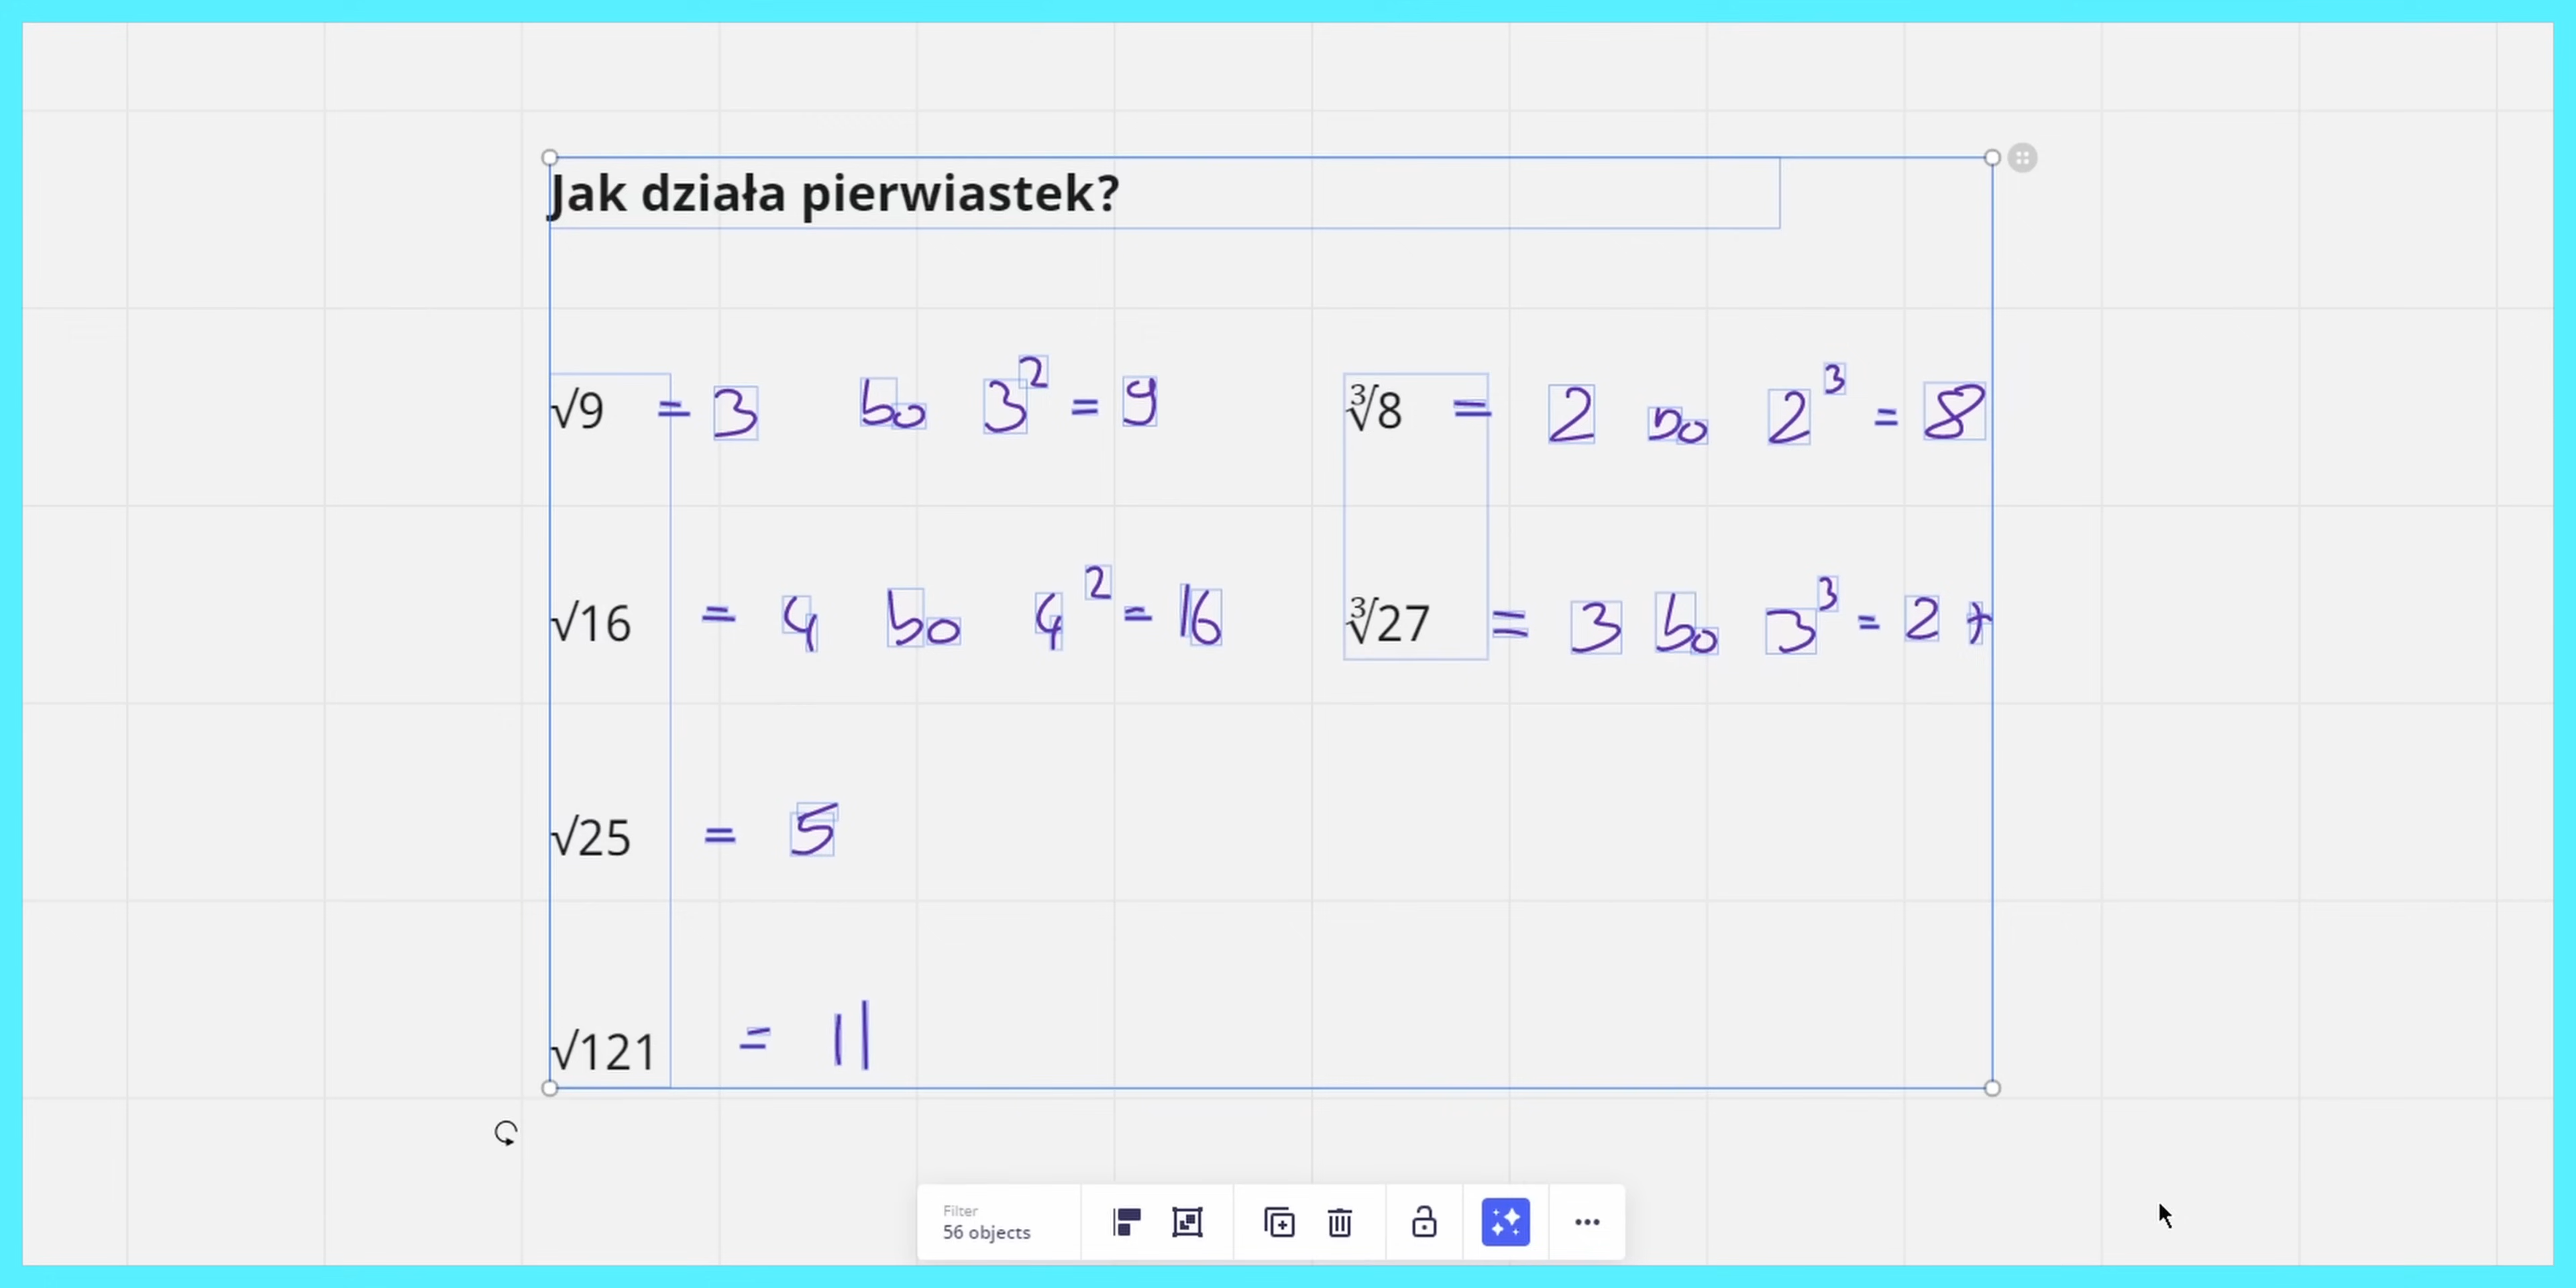 Jak działa pierwiastek?
√9 = 3 bo 3² = 9
∛8 = 2 bo 2³ = 8
√16 = 4 bo 4² = 16
∛27 = 3 bo 3³ = 27
√25 = 5
√121 = 11
Filter
56 objects